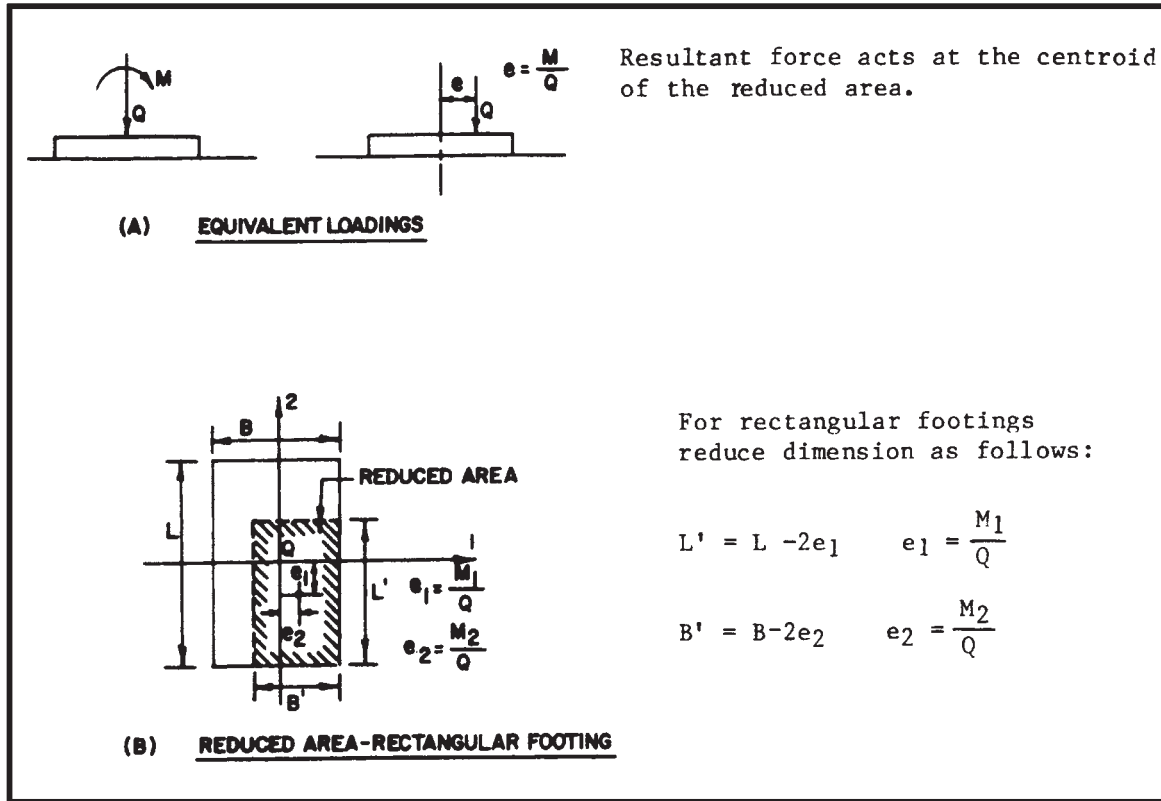 M
Q
e
Q
e = M/Q
Resultant force acts at the centroid
of the reduced area.
(A) EQUIVALENT LOADINGS
2
B
REDUCED AREA
L
Q
1
e1
e2
L'
e1 = M1/Q
e2 = M2/Q
B'
For rectangular footings
reduce dimension as follows:
L' = L -2e1 e1 = M1/Q
B' = B-2e2 e2 = M2/Q
(B) REDUCED AREA-RECTANGULAR FOOTING